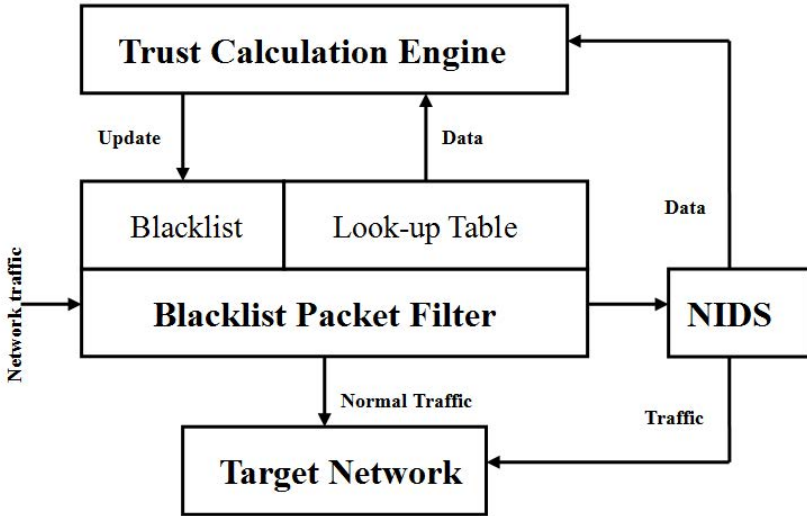 Trust Calculation Engine
Update
Data
Blacklist
Look-up Table
Data
Network traffic
Blacklist Packet Filter
NIDS
Normal Traffic
Traffic
Target Network